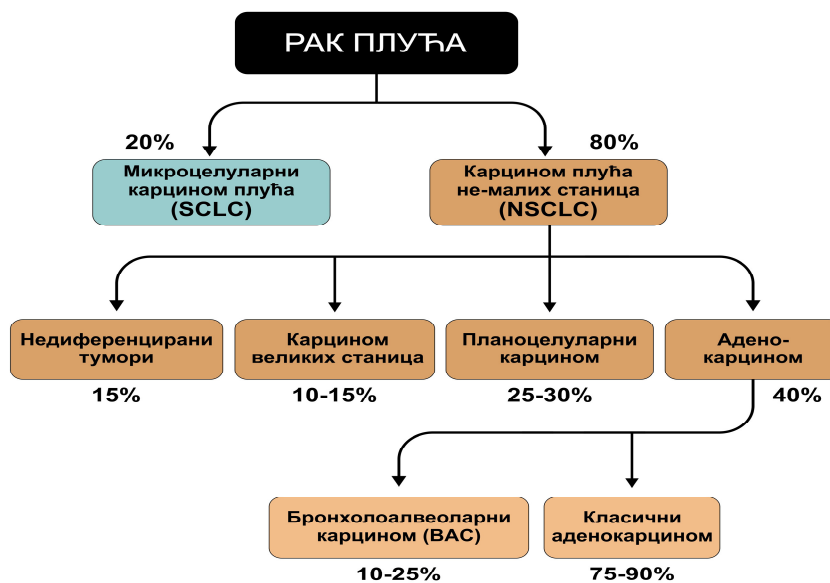 РАК ПЛУЋА
20%
80%
Микроцелуларни
карцином плућа
(SCLC)
Карцином плућа
не-малих станица
(NSCLC)
Недиференцирани
тумори
15%
Карцином
великих станица
10-15%
Планоцелуларни
карцином
25-30%
Адено-
карцином
40%
Бронхолоалвеоларни
карцином (BAC)
10-25%
Класични
аденокарцином
75-90%